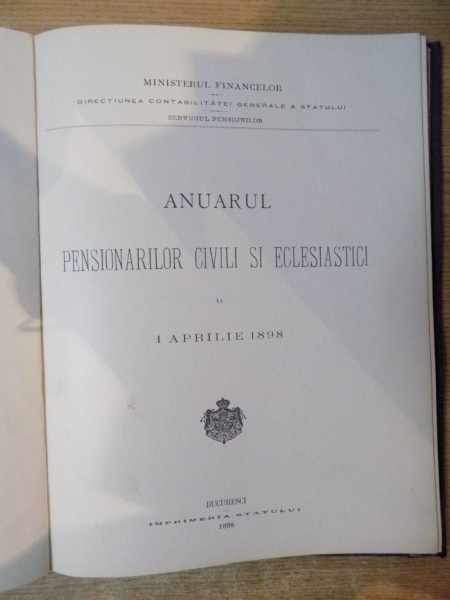 MINISTERUL FINANCELOR
DIRECȚIUNEA CONTABILITĂȚEI GENERALE A STATULUI
SERVICIUL PENSIUNILOR
ANUARUL
PENSIONARILOR CIVILI SI ECLESIASTICI
LA
1 APRILIE 1898
BUCURESCI
IMPRIMERIA STATULUI
1898